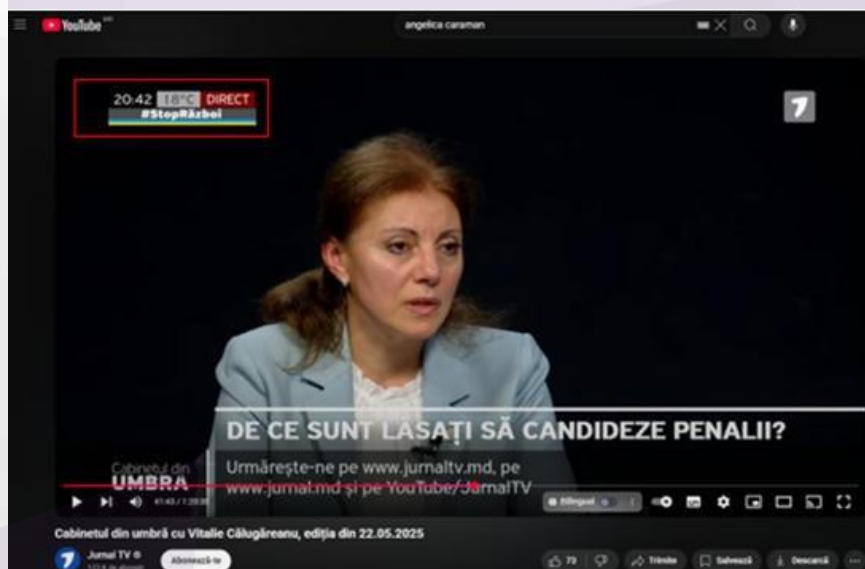 YouTube
angelica caraman
20:42 18°C DIRECT
#StopRăzboi
7
DE CE SUNT LĂSAȚI SĂ CANDIDEZE PENALII?
Cabinetul din
UMBRĂ
Urmărește-ne pe www.jurnaltv.md, pe
www.jurnal.md și pe YouTube/JurnalTV
Bilingual
Cabinetul din umbră cu Vitalie Călugăreanu, ediția din 22.05.2025
Jurnal TV
Abonează-te
73
Trimite
Salvează
Descarcă